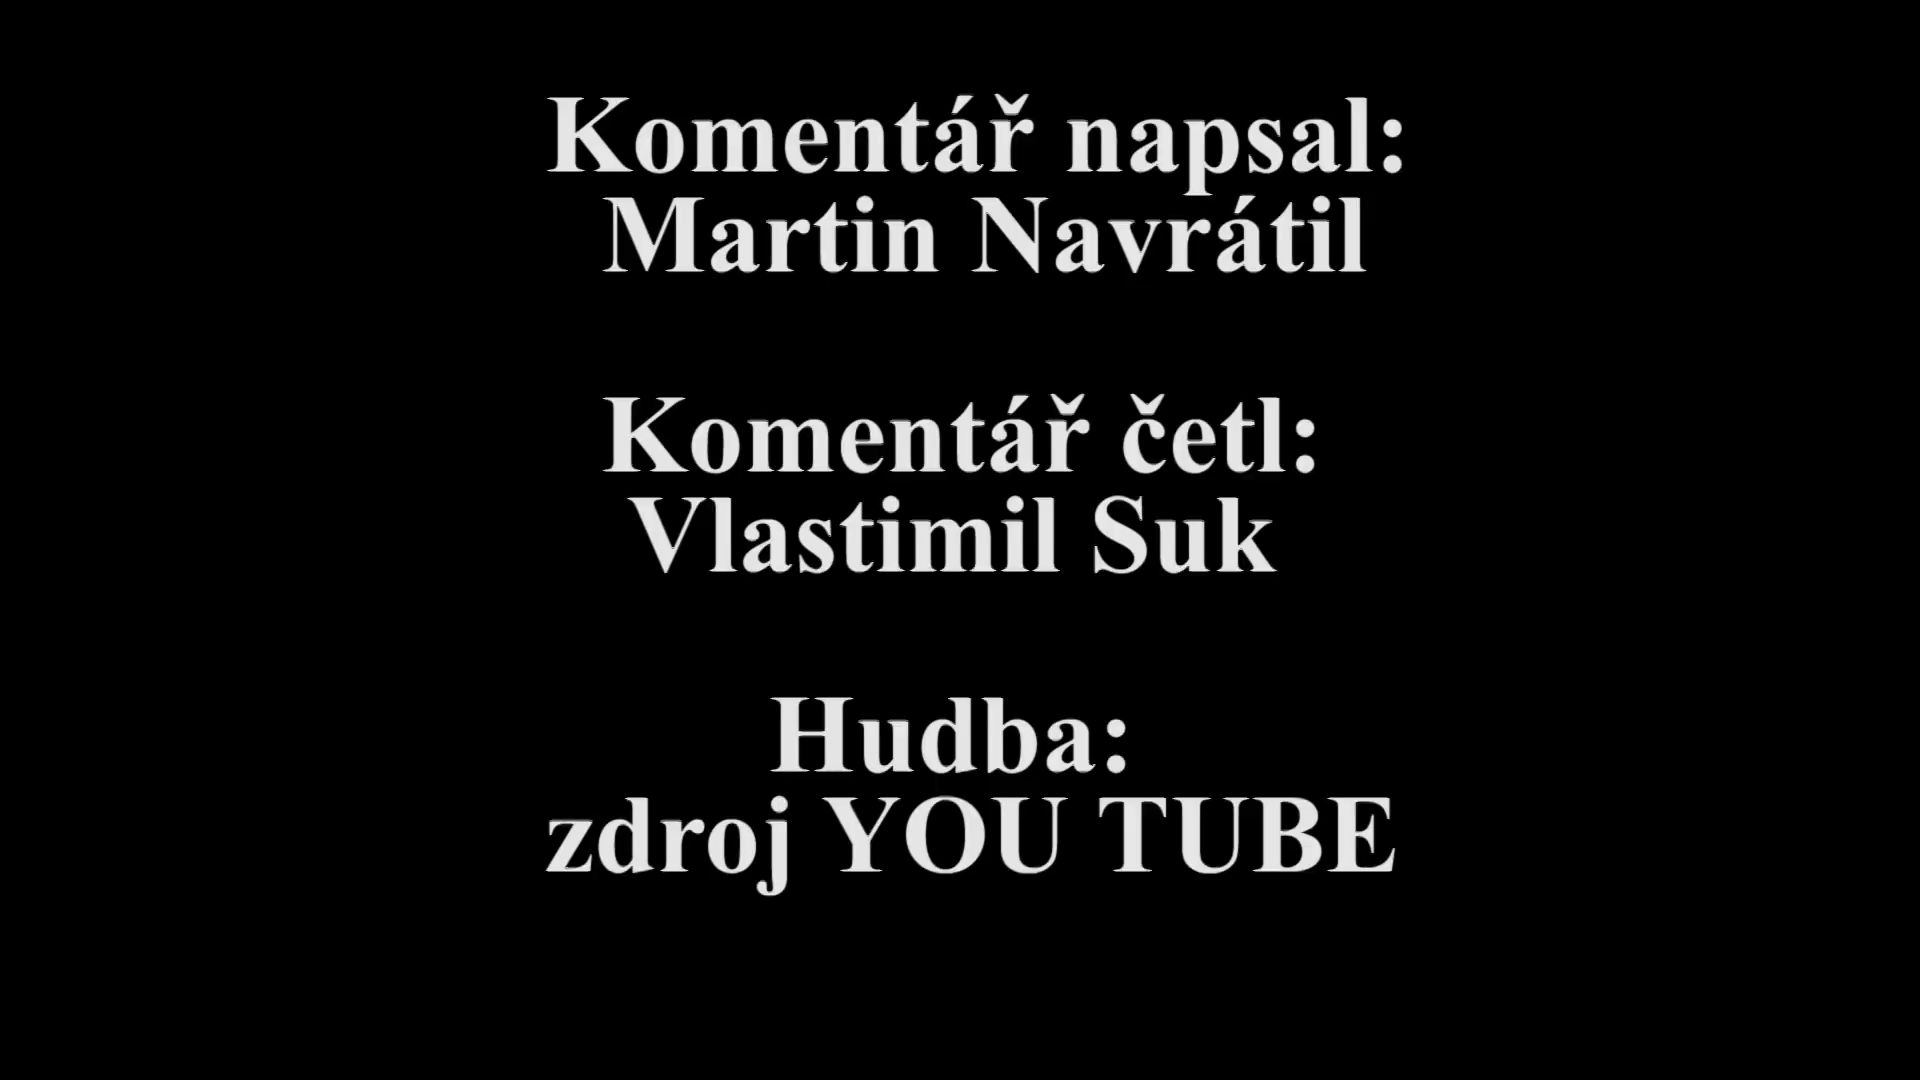 Komentář napsal:
Martin Navrátil
Komentář četl:
Vlastimil Suk
Hudba:
zdroj YOU TUBE